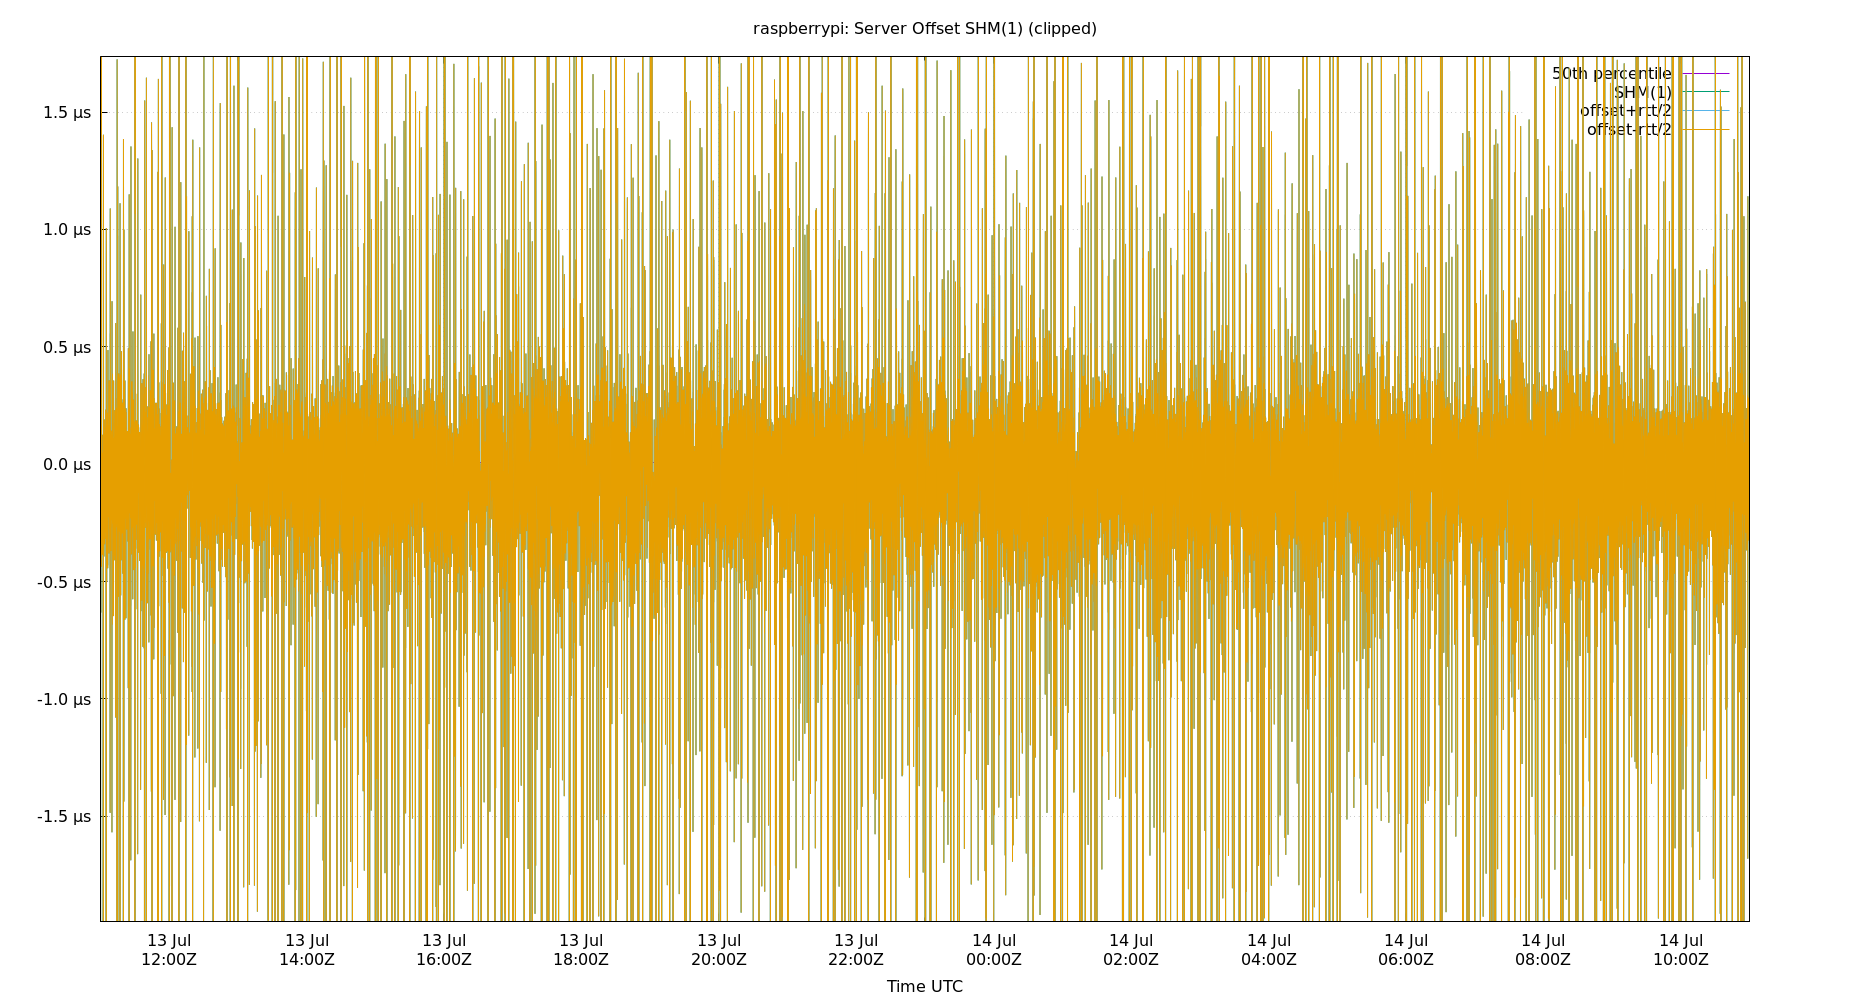 raspberrypi: Server Offset SHM(1) (clipped)
50th percentile
SHM(1)
offset+rtt/2
offset-rtt/2
1.5 µs
1.0 µs
0.5 µs
0.0 µs
-0.5 µs
-1.0 µs
-1.5 µs
13 Jul 13 Jul 13 Jul 13 Jul 13 Jul 13 Jul 14 Jul 14 Jul 14 Jul 14 Jul 14 Jul 14 Jul
12:00Z 14:00Z 16:00Z 18:00Z 20:00Z 22:00Z 00:00Z 02:00Z 04:00Z 06:00Z 08:00Z 10:00Z
Time UTC